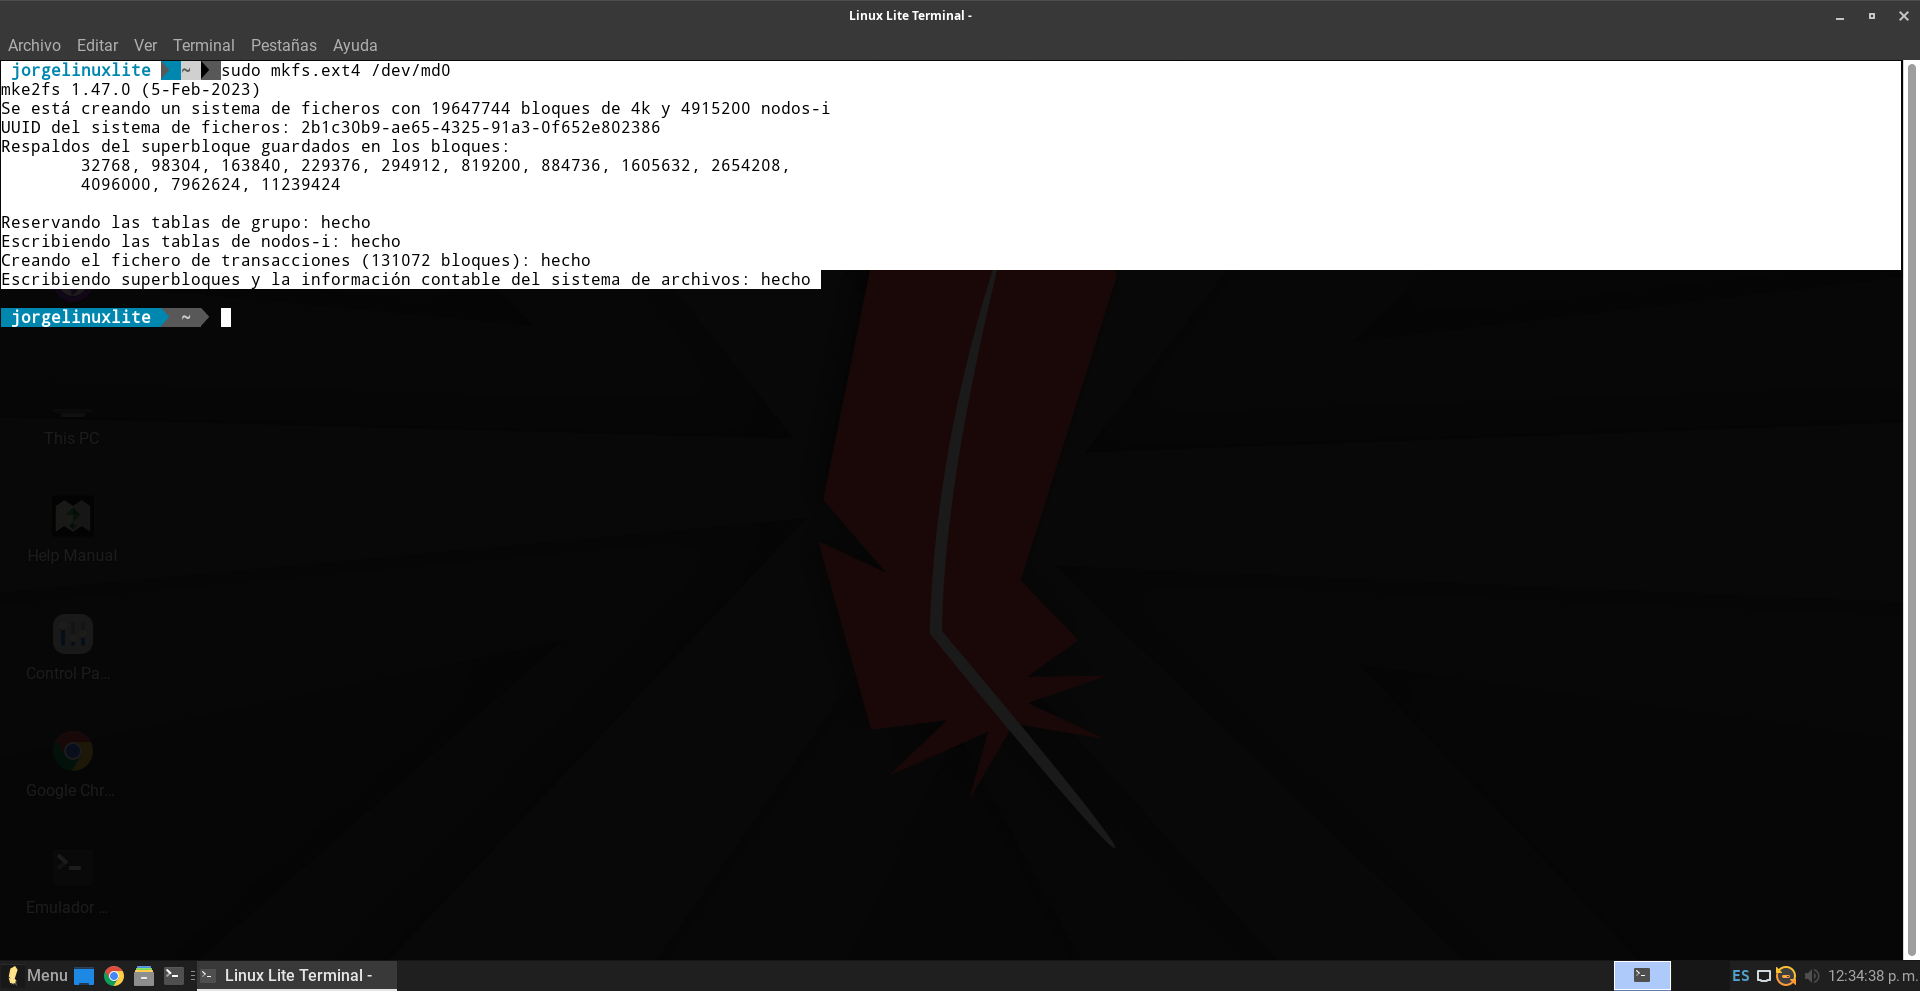 Linux Lite Terminal -
Archivo Editar Ver Terminal Pestañas Ayuda
jorgelinuxlite ~ sudo mkfs.ext4 /dev/md0
mke2fs 1.47.0 (5-Feb-2023)
Se está creando un sistema de ficheros con 19647744 bloques de 4k y 4915200 nodos-i
UUID del sistema de ficheros: 2b1c30b9-ae65-4325-91a3-0f652e802386
Respaldos del superbloque guardados en los bloques:
32768, 98304, 163840, 229376, 294912, 819200, 884736, 1605632, 2654208,
4096000, 7962624, 11239424
Reservando las tablas de grupo: hecho
Escribiendo las tablas de nodos-i: hecho
Creando el fichero de transacciones (131072 bloques): hecho
Escribiendo superbloques y la información contable del sistema de archivos: hecho
jorgelinuxlite ~
This PC
Help Manual
Control Pa...
Google Chr...
Emulador ...
Menu Linux Lite Terminal - ES 12:34:38 p. m.